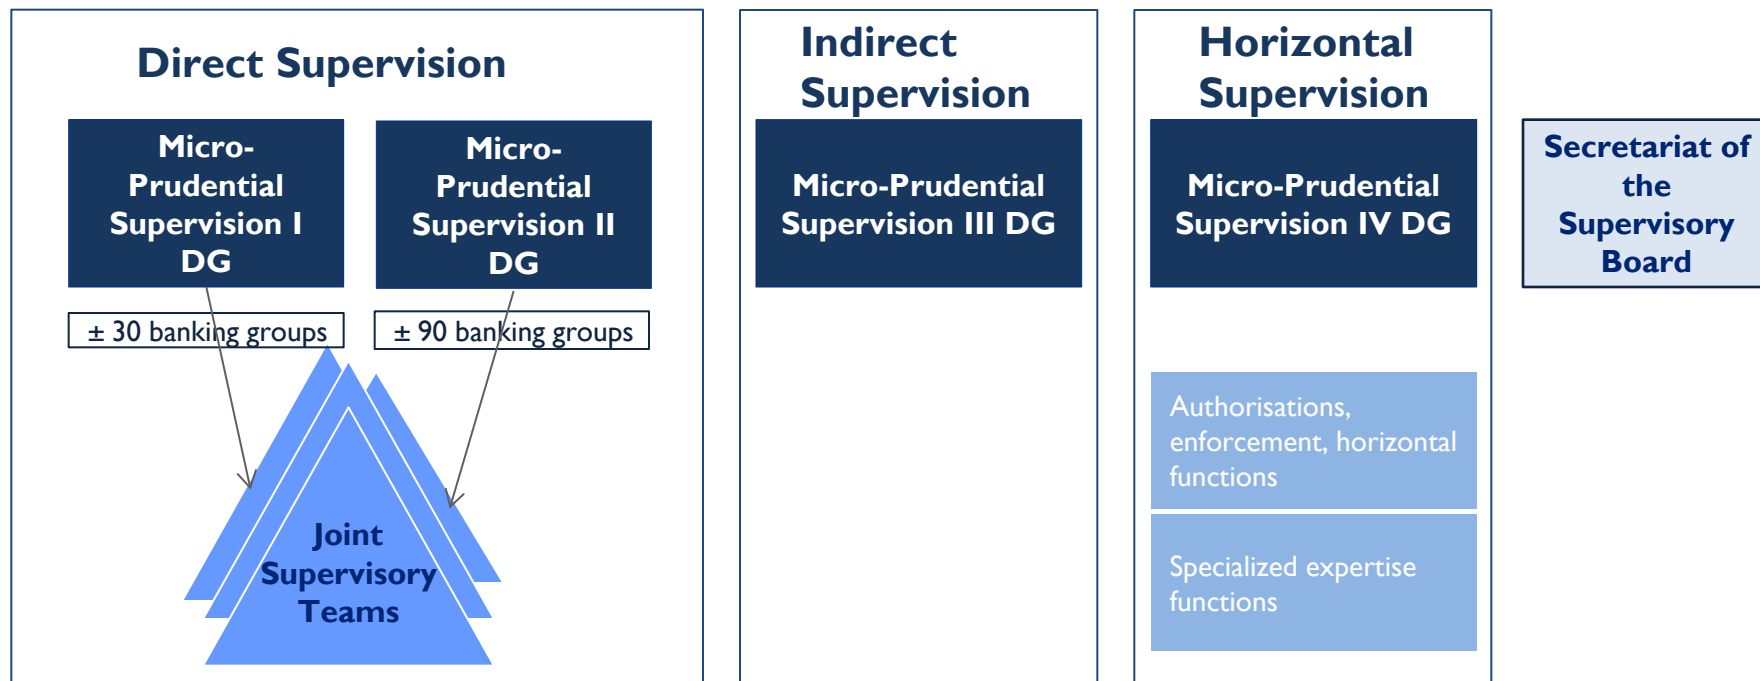 Direct Supervision
Micro-
Prudential
Supervision I
DG
Micro-
Prudential
Supervision II
DG
± 30 banking groups
± 90 banking groups
Joint
Supervisory
Teams
Indirect
Supervision
Micro-Prudential
Supervision III DG
Horizontal
Supervision
Micro-Prudential
Supervision IV DG
Authorisations,
enforcement, horizontal
functions
Specialized expertise
functions
Secretariat of
the
Supervisory
Board